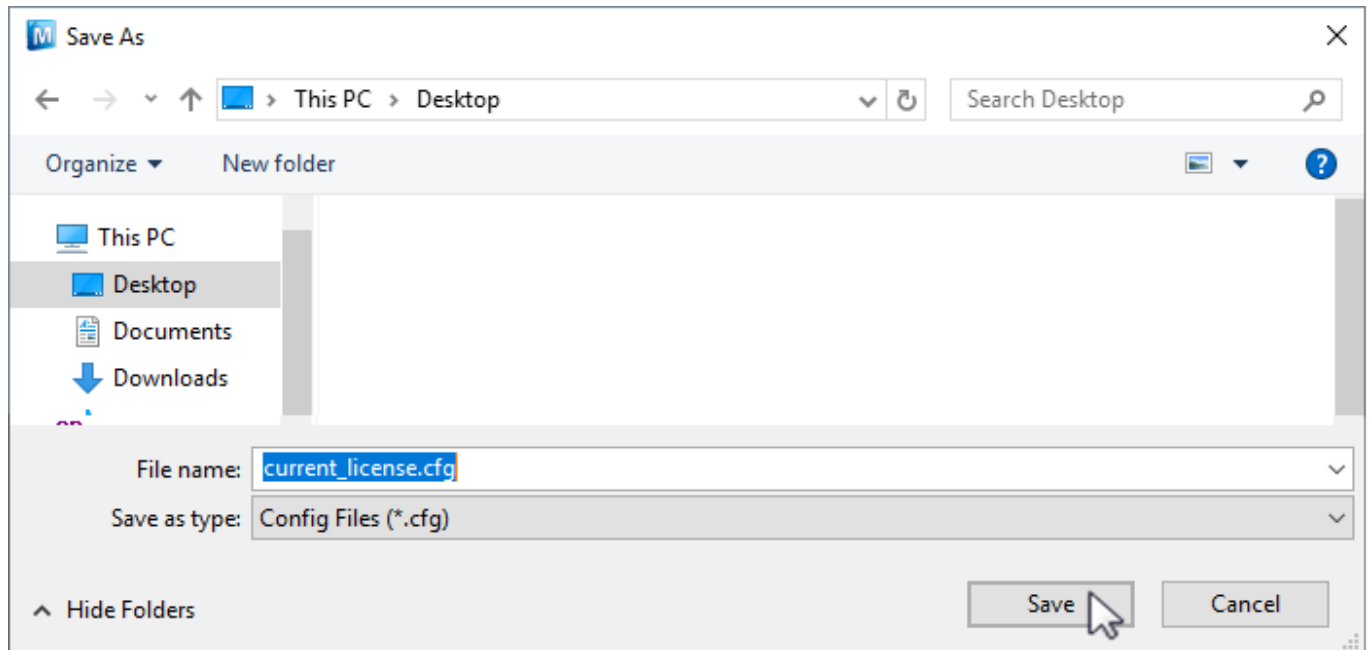 M Save As
This PC > Desktop
Search Desktop
Organize
New folder
?
This PC
Desktop
Documents
Downloads
File name: current_license.cfg
Save as type: Config Files (*.cfg)
Hide Folders
Save
Cancel